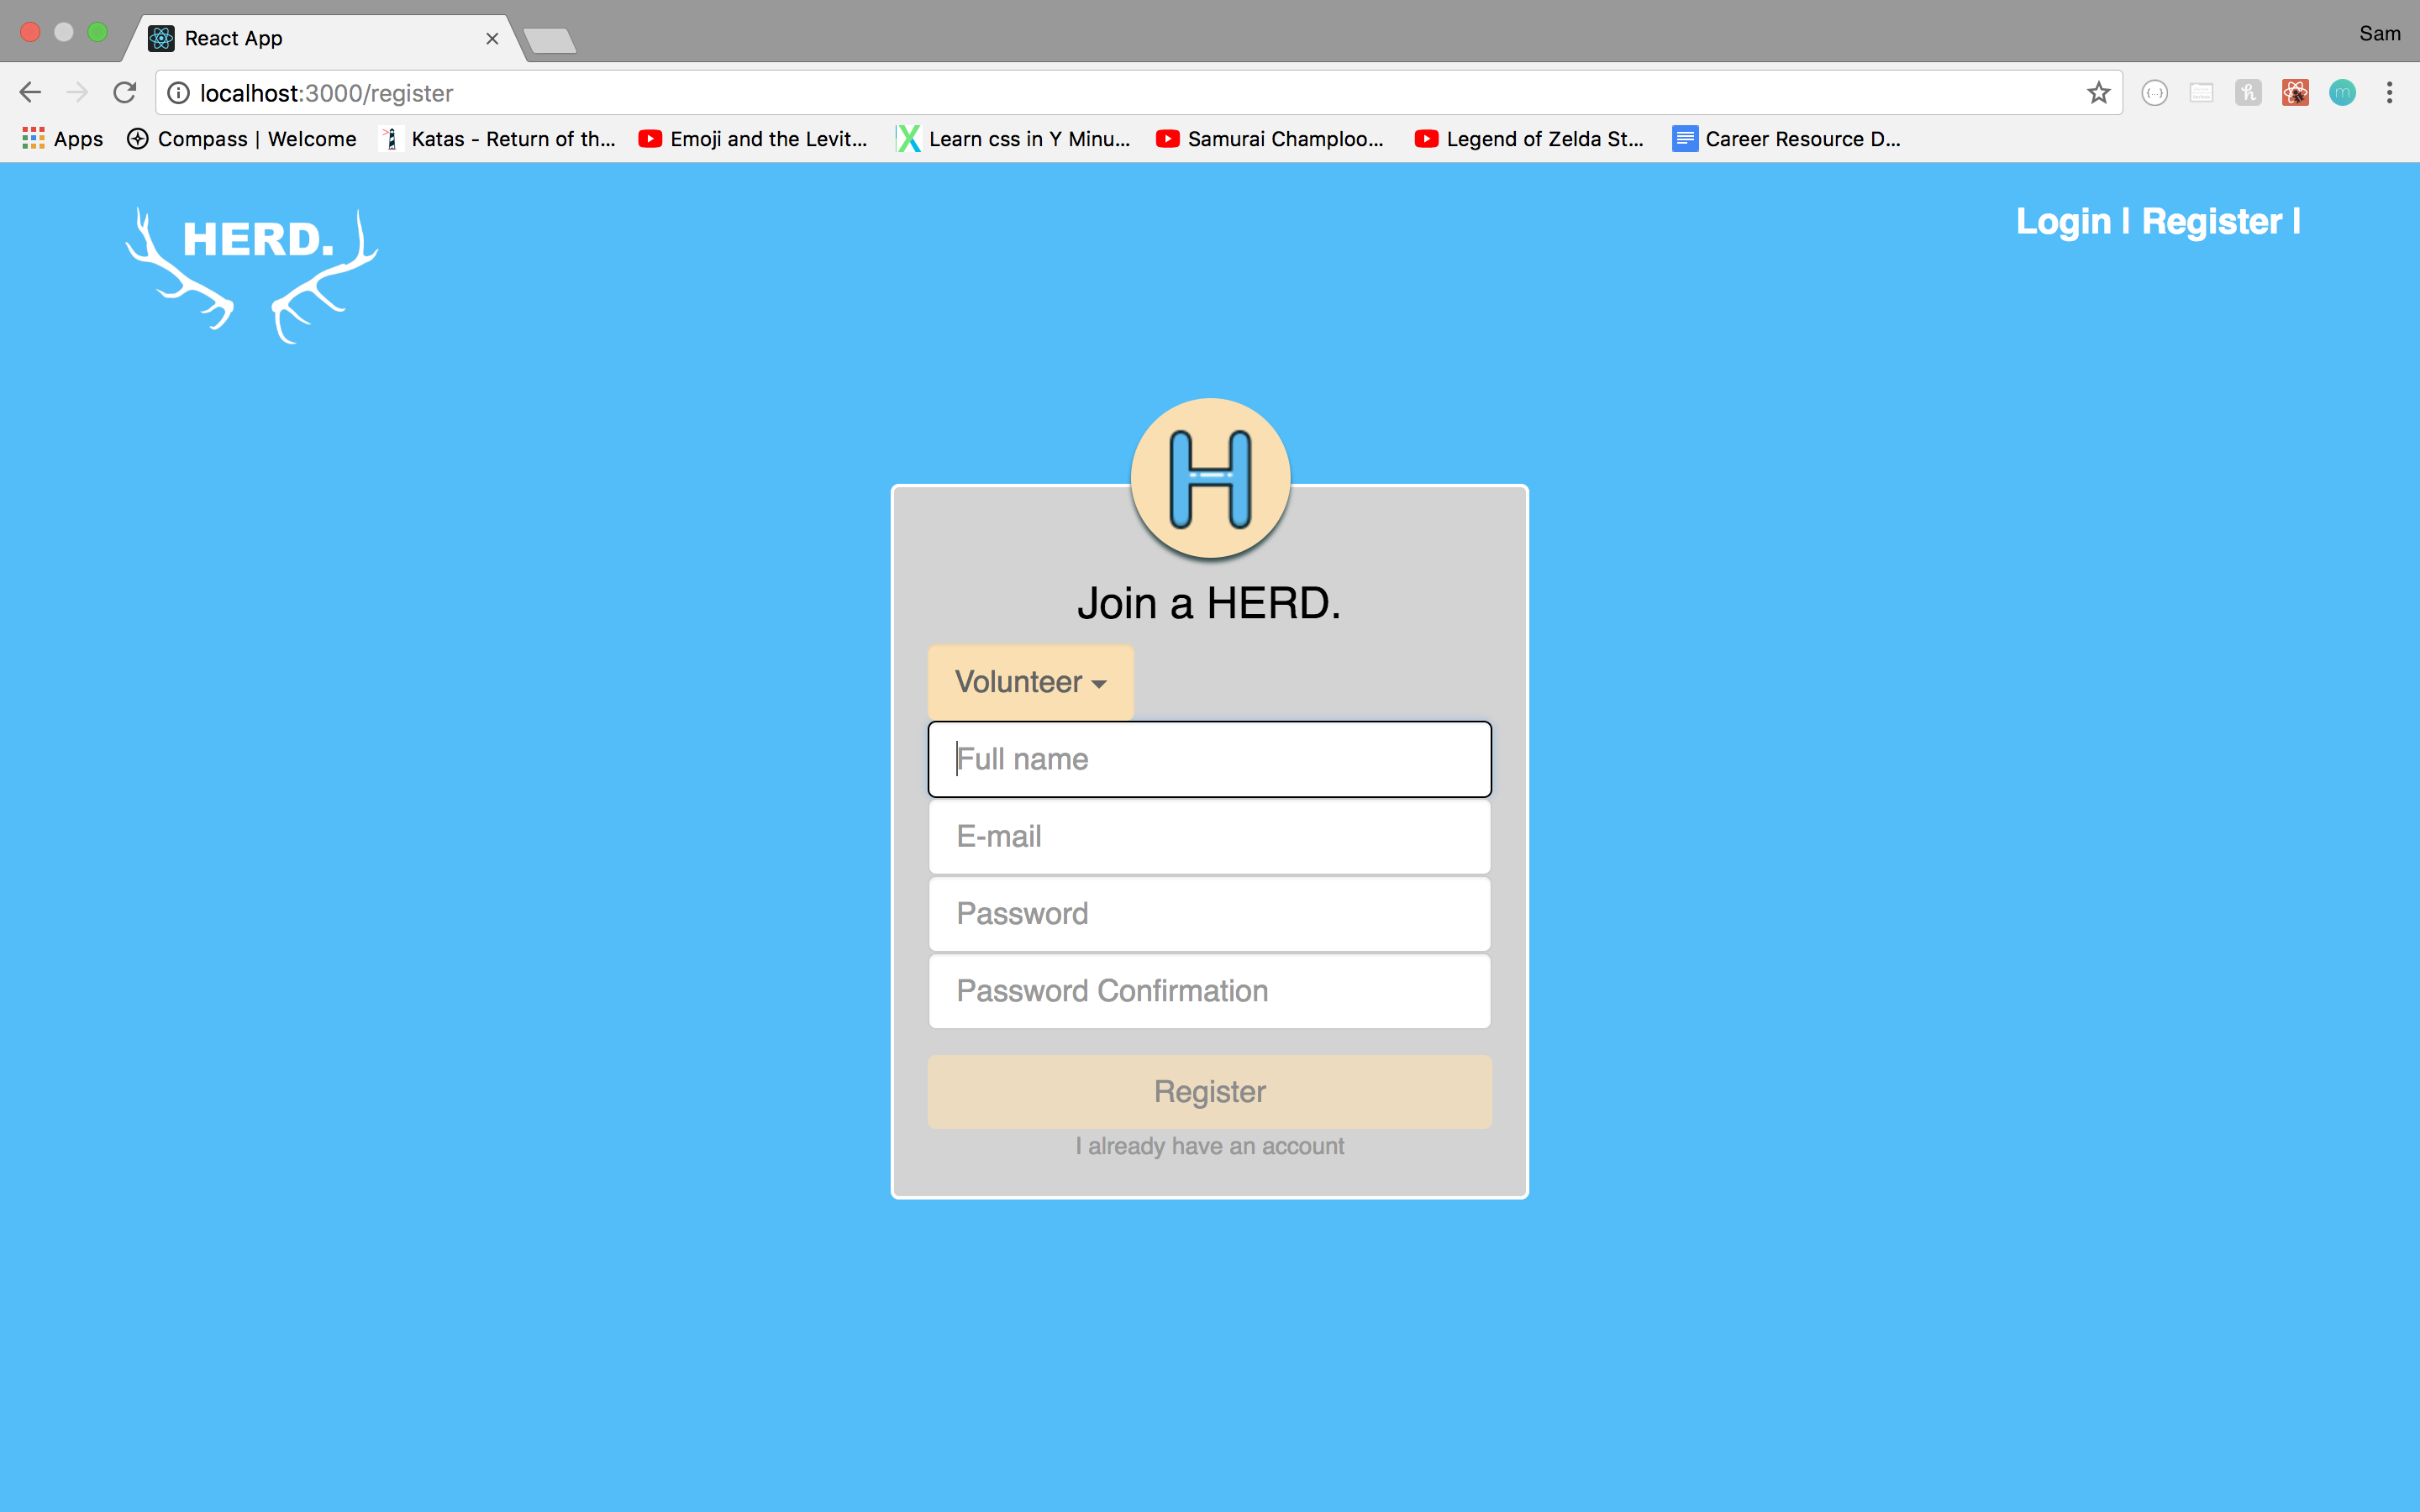 React App
Sam
localhost:3000/register
Apps
Compass | Welcome
Katas - Return of th...
Emoji and the Levit...
Learn css in Y Minu...
Samurai Champloo...
Legend of Zelda St...
Career Resource D...
HERD.
Login | Register |
H
Join a HERD.
Volunteer
Full name
E-mail
Password
Password Confirmation
Register
I already have an account